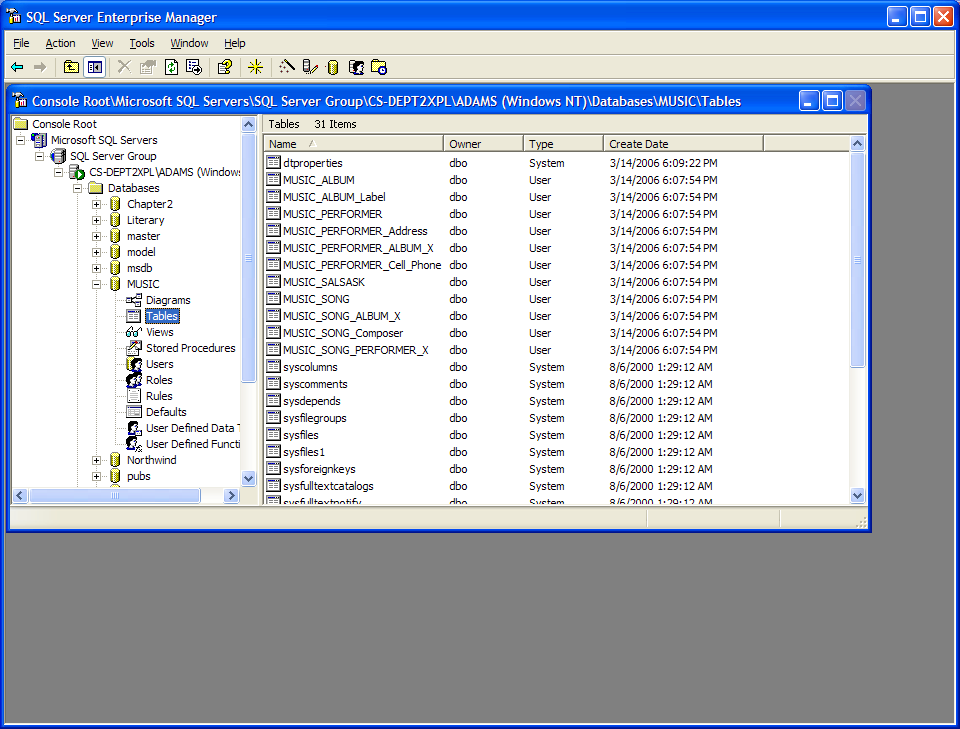 SQL Server Enterprise Manager
File Action View Tools Window Help
Console Root\Microsoft SQL Servers\SQL Server Group\CS-DEPT2XPL\ADAMS (Windows NT)\Databases\MUSIC\Tables
Console Root
Microsoft SQL Servers
SQL Server Group
CS-DEPT2XPL\ADAMS (Windows
Databases
Chapter2
Literary
master
model
msdb
MUSIC
Diagrams
Tables
Views
Stored Procedures
Users
Roles
Rules
Defaults
User Defined Data T
User Defined Functi
Northwind
pubs
Tables 31 Items
Name Owner Type Create Date
dtproperties dbo System 3/14/2006 6:09:22 PM
MUSIC_ALBUM dbo User 3/14/2006 6:07:54 PM
MUSIC_ALBUM_Label dbo User 3/14/2006 6:07:54 PM
MUSIC_PERFORMER dbo User 3/14/2006 6:07:54 PM
MUSIC_PERFORMER_Address dbo User 3/14/2006 6:07:54 PM
MUSIC_PERFORMER_ALBUM_X dbo User 3/14/2006 6:07:54 PM
MUSIC_PERFORMER_Cell_Phone dbo User 3/14/2006 6:07:54 PM
MUSIC_SALSASK dbo User 3/14/2006 6:07:54 PM
MUSIC_SONG dbo User 3/14/2006 6:07:54 PM
MUSIC_SONG_ALBUM_X dbo User 3/14/2006 6:07:54 PM
MUSIC_SONG_Composer dbo User 3/14/2006 6:07:54 PM
MUSIC_SONG_PERFORMER_X dbo User 3/14/2006 6:07:54 PM
syscolumns dbo System 8/6/2000 1:29:12 AM
syscomments dbo System 8/6/2000 1:29:12 AM
sysdepends dbo System 8/6/2000 1:29:12 AM
sysfilegroups dbo System 8/6/2000 1:29:12 AM
sysfiles dbo System 8/6/2000 1:29:12 AM
sysfiles1 dbo System 8/6/2000 1:29:12 AM
sysforeignkeys dbo System 8/6/2000 1:29:12 AM
sysfulltextcatalogs dbo System 8/6/2000 1:29:12 AM
sysfulltextnotify dbo System 8/6/2000 1:29:12 AM